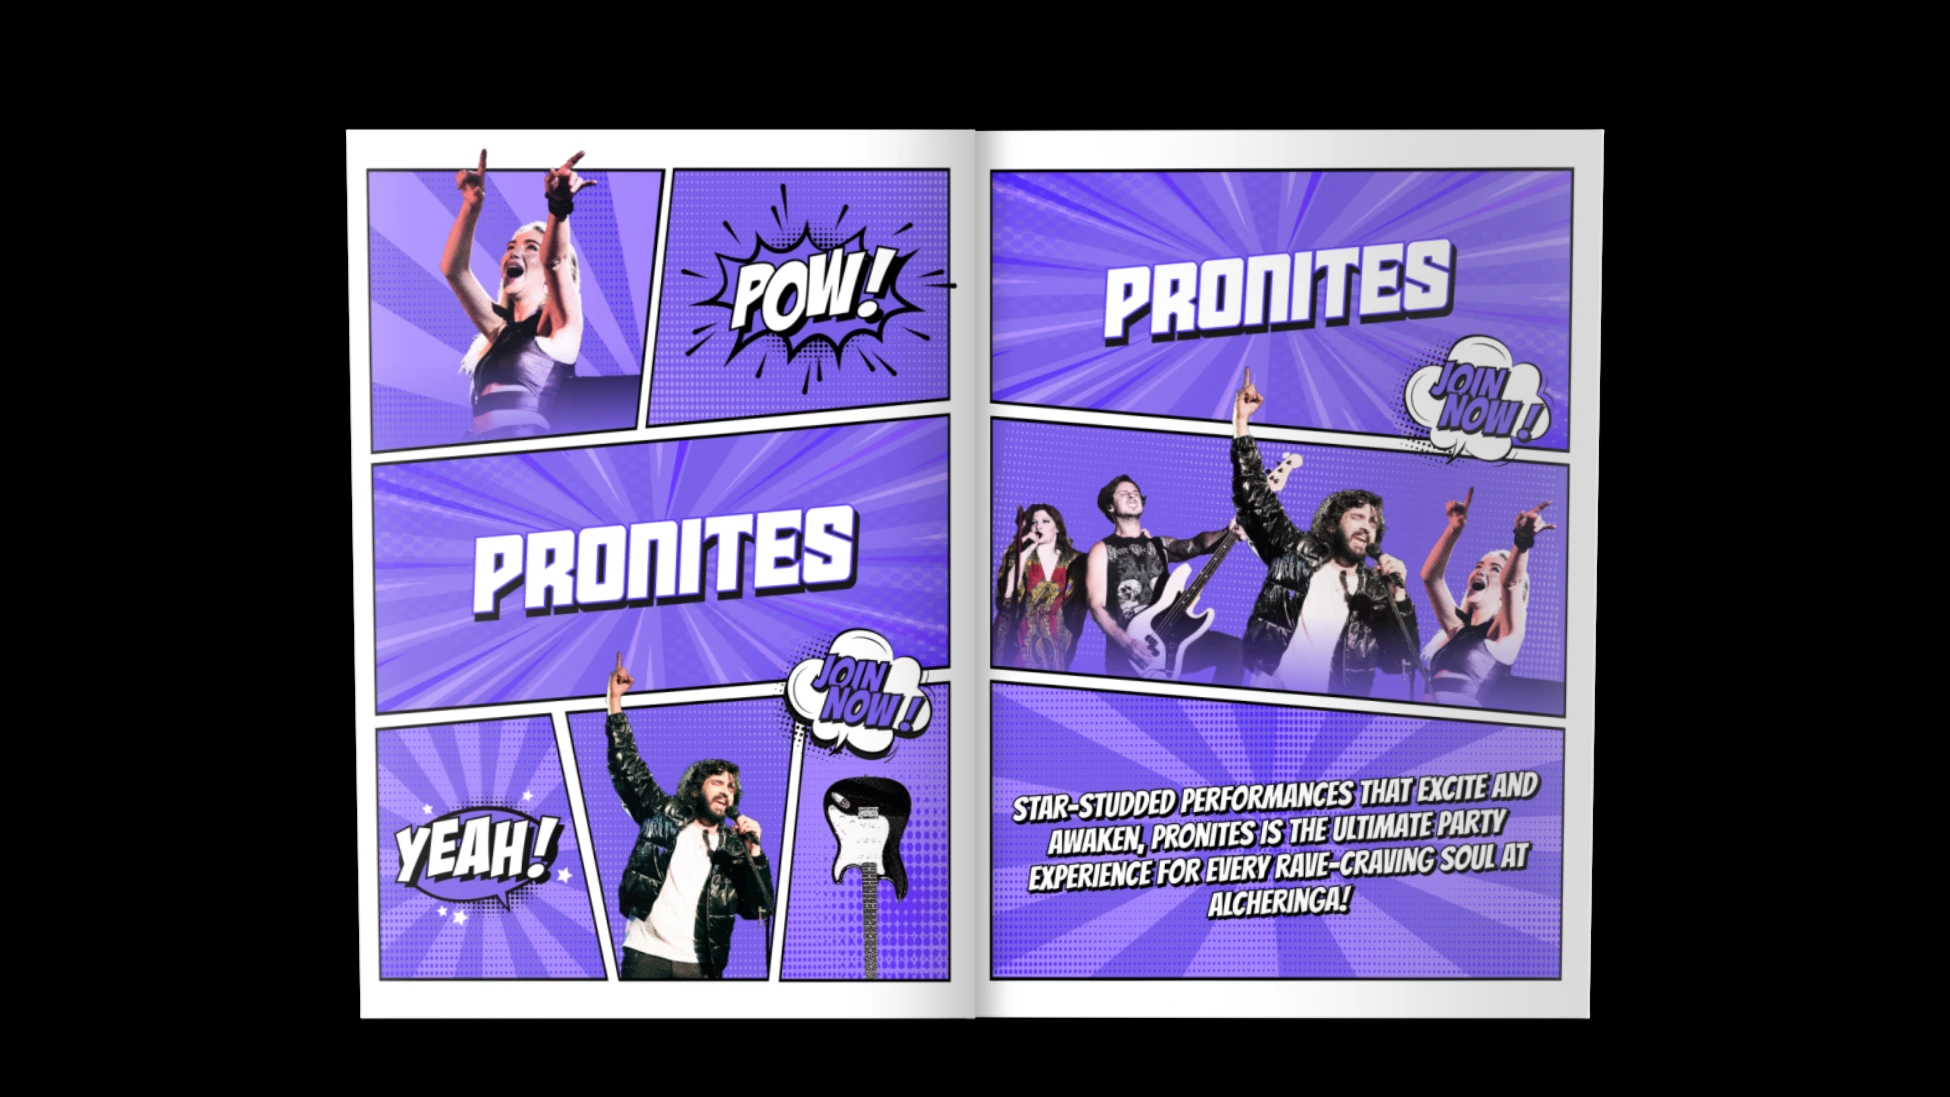 POW!
PRONITES
JOIN
NOW!
YEAH!
PRONITES
JOIN
NOW!
STAR-STUDDED PERFORMANCES THAT EXCITE AND
AWAKEN, PRONITES IS THE ULTIMATE PARTY
EXPERIENCE FOR EVERY RAVE-CRAVING SOUL AT
ALCHERINGA!